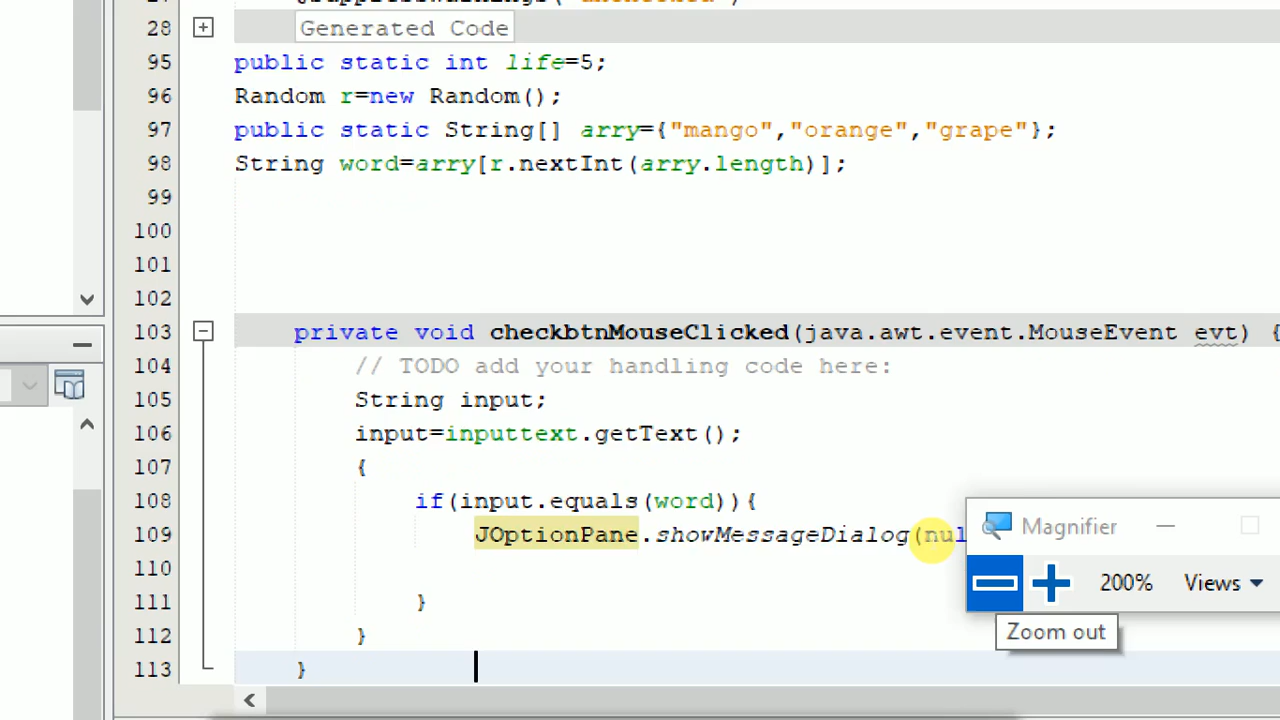 28 Generated Code
95 public static int life=5;
96 Random r=new Random();
97 public static String[] arry={"mango","orange","grape"};
98 String word=arry[r.nextInt(arry.length)];
99
100
101
102
103 private void checkbtnMouseClicked(java.awt.event.MouseEvent evt) {
104 // TODO add your handling code here:
105 String input;
106 input=inputtext.getText();
107 {
108 if(input.equals(word)){
109 JOptionPane.showMessageDialog(nul
Magnifier
110
200% Views
111 }
112 }
Zoom out
113 }